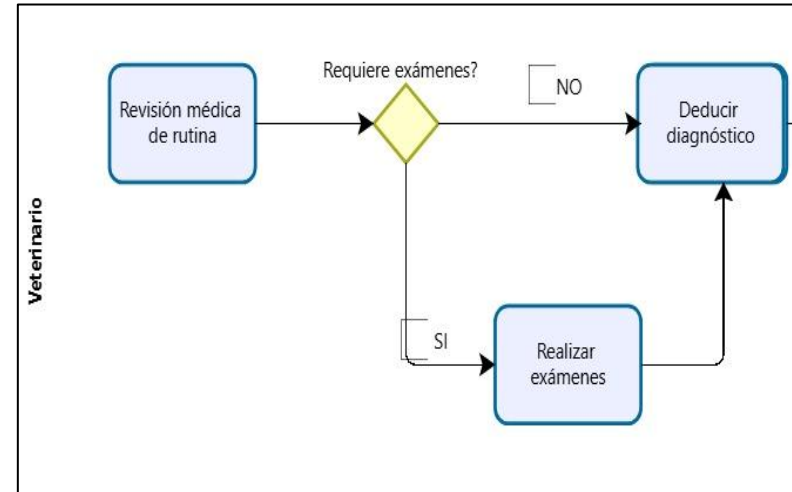 Requiere exámenes?
NO
Revisión médica
de rutina
Deducir
diagnóstico
Veterinario
SI
Realizar
exámenes